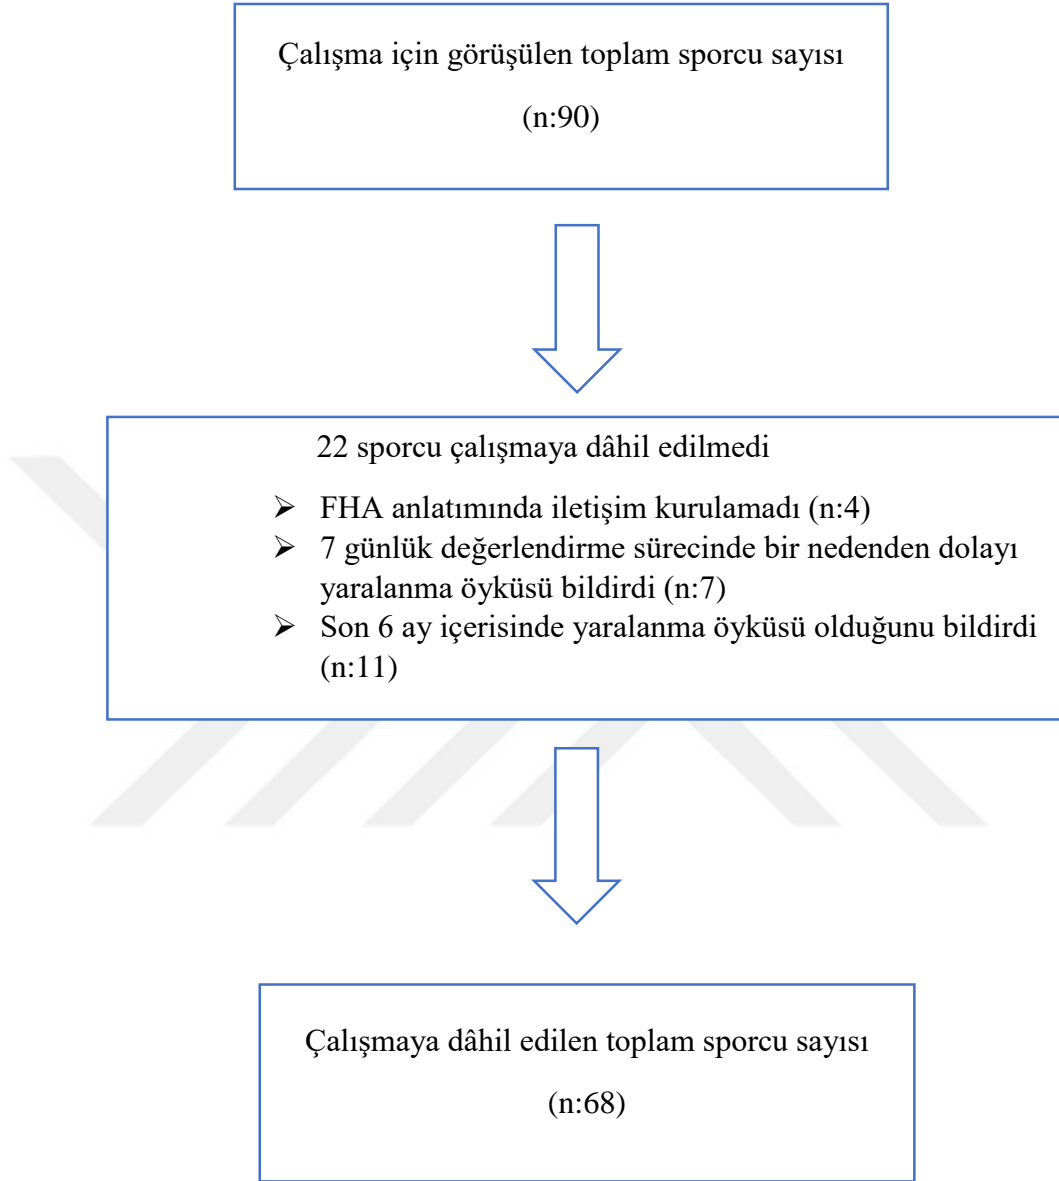 Çalışma için görüşülen toplam sporcu sayısı
(n:90)
22 sporcu çalışmaya dâhil edilmedi
➢ FHA anlatımında iletişim kurulamadı (n:4)
➢ 7 günlük değerlendirme sürecinde bir nedenden dolayı
yaralanma öyküsü bildirdi (n:7)
➢ Son 6 ay içerisinde yaralanma öyküsü olduğunu bildirdi
(n:11)
Çalışmaya dâhil edilen toplam sporcu sayısı
(n:68)